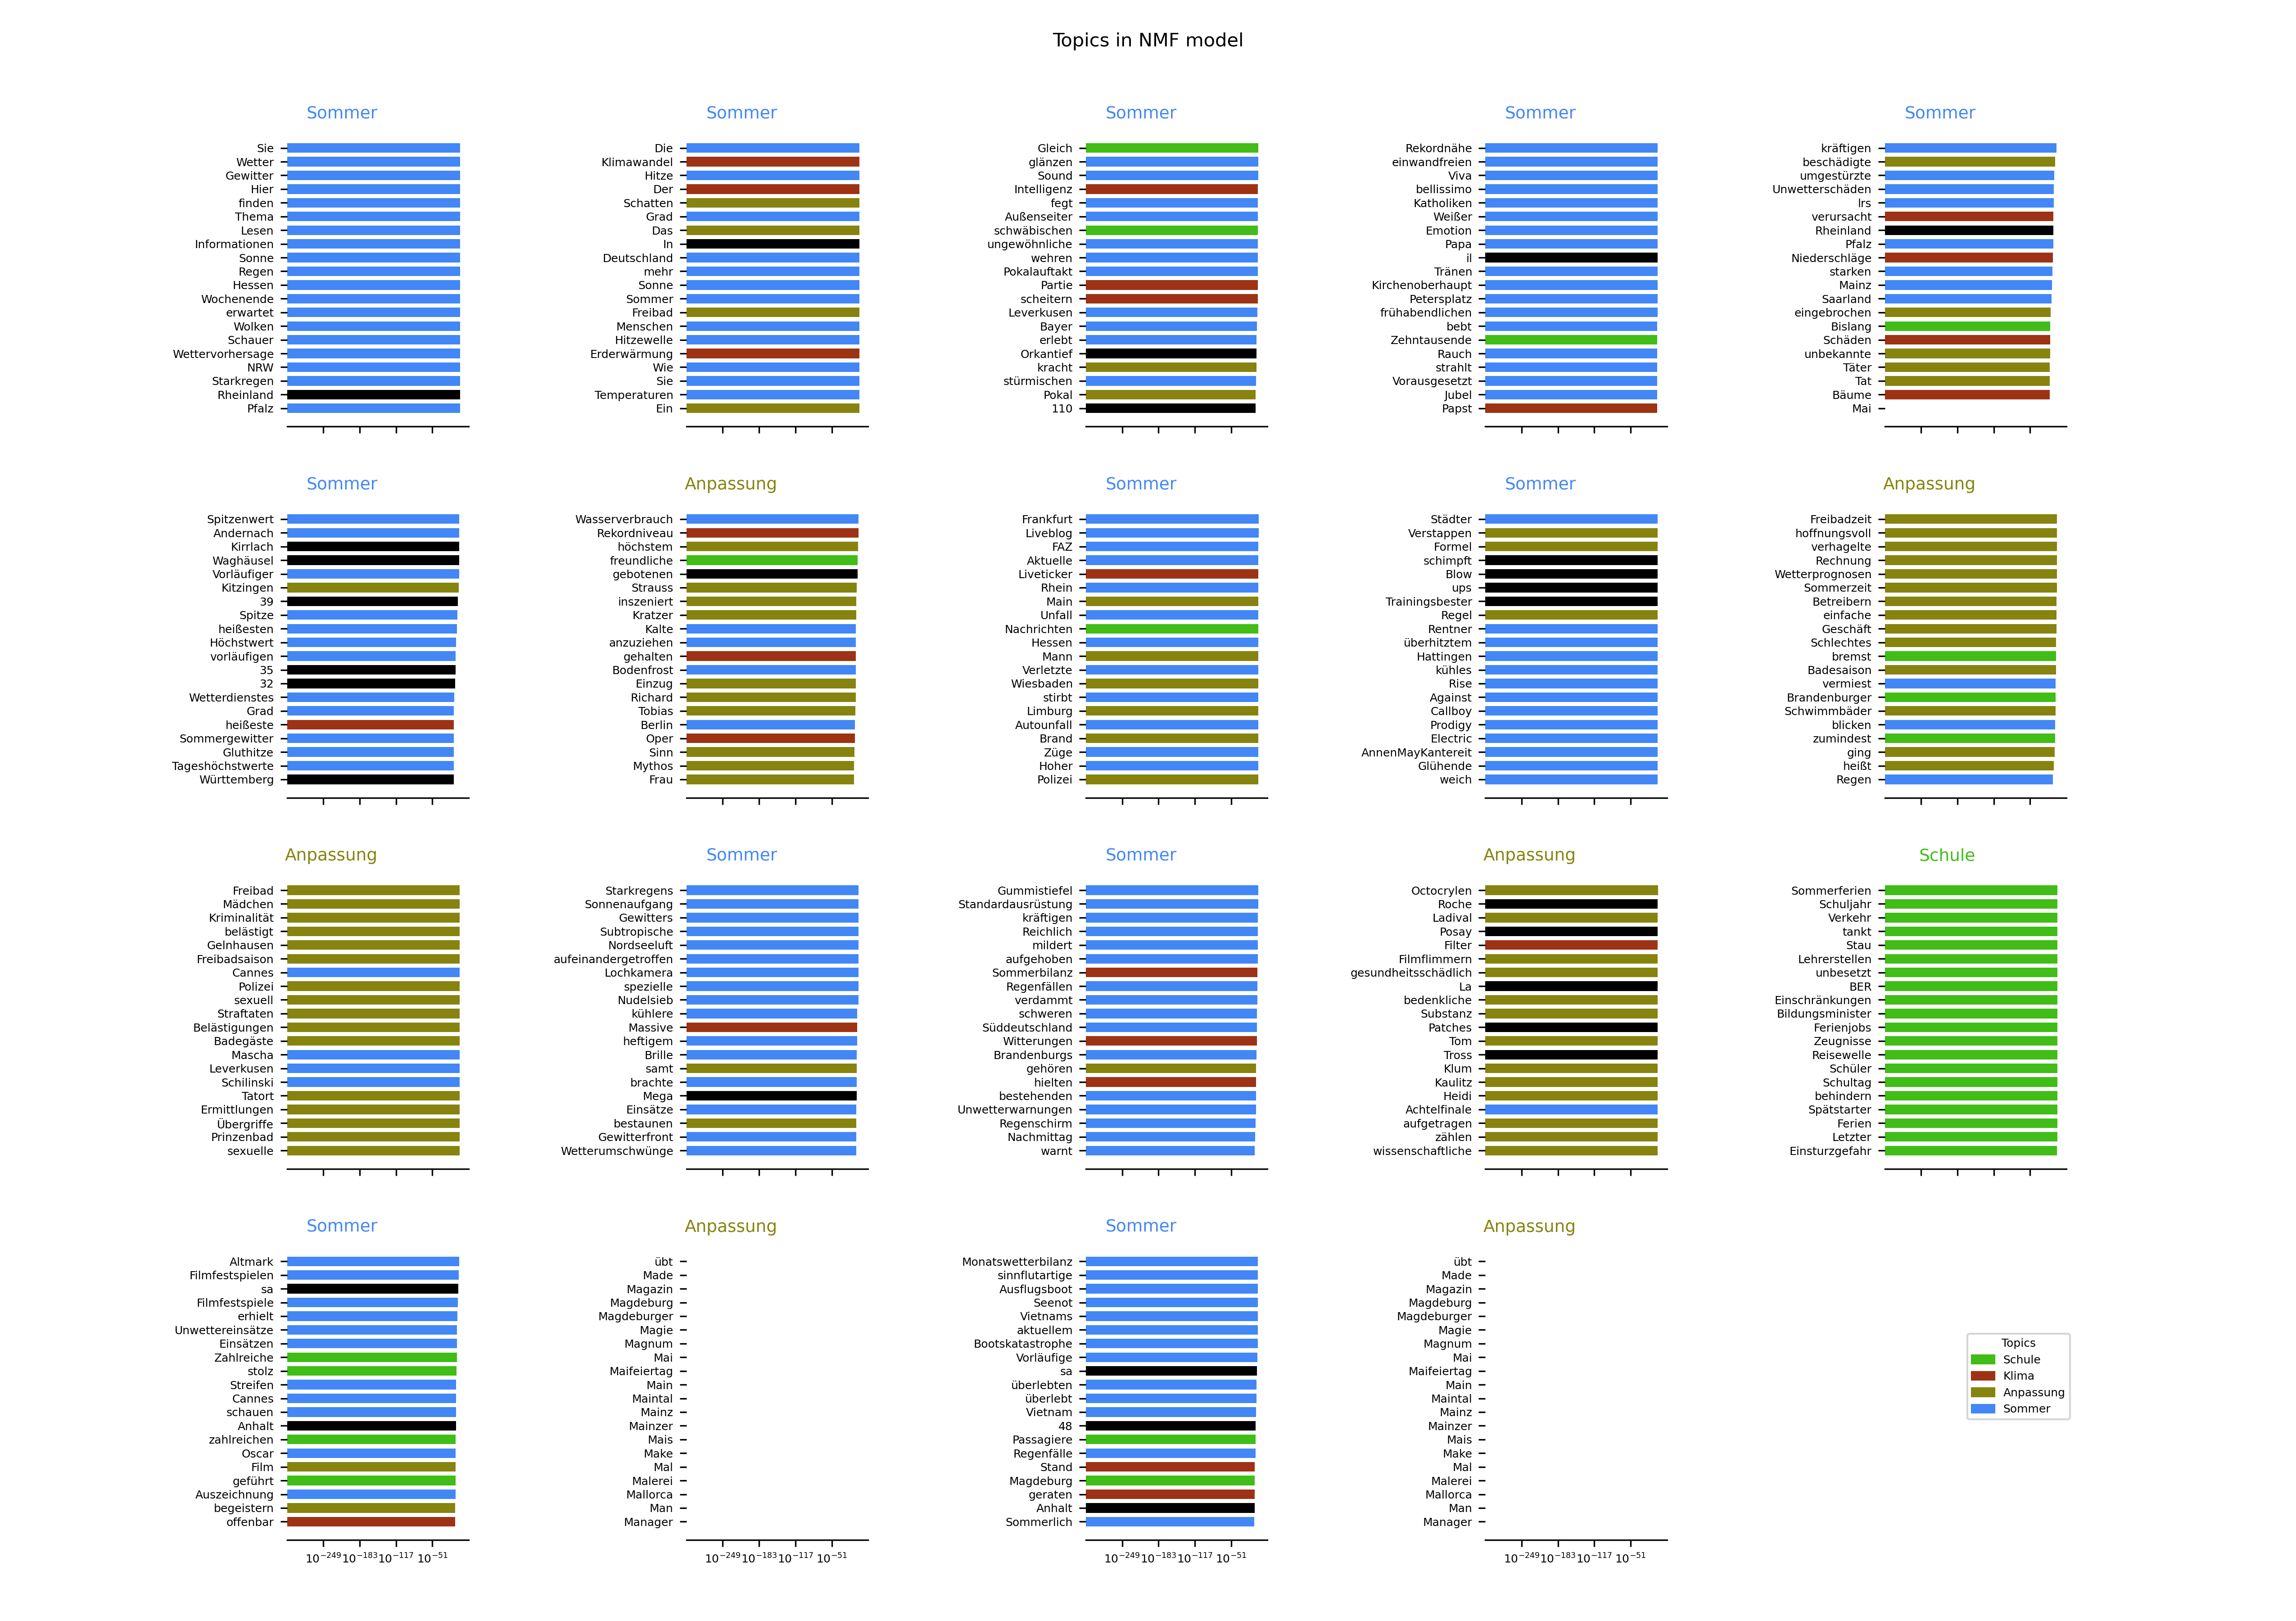 Topics in NMF model
Sommer
Sie
Wetter
Gewitter
Hier
finden
Thema
Lesen
Informationen
Sonne
Regen
Hessen
Wochenende
erwartet
Wolken
Schauer
Wettervorhersage
NRW
Starkregen
Rheinland
Pfalz
Sommer
Die
Klimawandel
Hitze
Der
Schatten
Grad
Das
In
Deutschland
mehr
Sonne
Sommer
Freibad
Menschen
Hitzewelle
Erderwärmung
Wie
Sie
Temperaturen
Ein
Sommer
Gleich
glänzen
Sound
Intelligenz
fegt
Außenseiter
schwäbischen
ungewöhnliche
wehren
Pokalauftakt
Partie
scheitern
Leverkusen
Bayer
erlebt
Orkantief
kracht
stürmischen
Pokal
110
Sommer
Rekordnähe
einwandfreien
Viva
bellissimo
Katholiken
Weißer
Emotion
Papa
il
Tränen
Kirchenoberhaupt
Petersplatz
frühabendlichen
bebt
Zehntausende
Rauch
strahlt
Vorausgesetzt
Jubel
Papst
Sommer
kräftigen
beschädigte
umgestürzte
Unwetterschäden
lrs
verursacht
Rheinland
Pfalz
Niederschläge
starken
Mainz
Saarland
eingebrochen
Bislang
Schäden
unbekannte
Täter
Tat
Bäume
Mai
Sommer
Spitzenwert
Andernach
Kirrlach
Waghäusel
Vorläufiger
Kitzingen
39
Spitze
heißesten
Höchstwert
vorläufigen
35
32
Wetterdienstes
Grad
heißeste
Sommergewitter
Gluthitze
Tageshöchstwerte
Württemberg
Anpassung
Wasserverbrauch
Rekordniveau
höchstem
freundliche
gebotenen
Strauss
inszeniert
Kratzer
Kalte
anzuziehen
gehalten
Bodenfrost
Einzug
Richard
Tobias
Berlin
Oper
Sinn
Mythos
Frau
Sommer
Frankfurt
Liveblog
FAZ
Aktuelle
Liveticker
Rhein
Main
Unfall
Nachrichten
Hessen
Mann
Verletzte
Wiesbaden
stirbt
Limburg
Autounfall
Brand
Züge
Hoher
Polizei
Sommer
Städter
Verstappen
Formel
schimpft
Blow
ups
Trainingsbester
Regel
Rentner
überhitztem
Hattingen
kühles
Rise
Against
Callboy
Prodigy
Electric
AnnenMayKantereit
Glühende
weich
Anpassung
Freibadzeit
hoffnungsvoll
verhagelte
Rechnung
Wetterprognosen
Sommerzeit
Betreibern
einfache
Geschäft
Schlechtes
bremst
Badesaison
vermiest
Brandenburger
Schwimmbäder
blicken
zumindest
ging
heißt
Regen
Anpassung
Freibad
Mädchen
Kriminalität
belästigt
Gelnhausen
Freibadsaison
Cannes
Polizei
sexuell
Straftaten
Belästigungen
Badegäste
Mascha
Leverkusen
Schilinski
Tatort
Ermittlungen
Übergriffe
Prinzenbad
sexuelle
Sommer
Starkregens
Sonnenaufgang
Gewitters
Subtropische
Nordseeluft
aufeinandergetroffen
Lochkamera
spezielle
Nudelsieb
kühlere
Massive
heftigem
Brille
samt
brachte
Mega
Einsätze
bestaunen
Gewitterfront
Wetterumschwünge
Sommer
Gummistiefel
Standardausrüstung
kräftigen
Reichlich
mildert
aufgehoben
Sommerbilanz
Regenfällen
verdammt
schweren
Süddeutschland
Witterungen
Brandenburgs
gehören
hielten
bestehenden
Unwetterwarnungen
Regenschirm
Nachmittag
warnt
Anpassung
Octocrylen
Roche
Ladival
Posay
Filter
Filmflimmern
gesundheitsschädlich
La
bedenkliche
Substanz
Patches
Tom
Tross
Klum
Kaulitz
Heidi
Achtelfinale
aufgetragen
zählen
wissenschaftliche
Schule
Sommerferien
Schuljahr
Verkehr
tankt
Stau
Lehrerstellen
unbesetzt
BER
Einschränkungen
Bildungsminister
Ferienjobs
Zeugnisse
Reisewelle
Schüler
Schultag
behindern
Spätstarter
Ferien
Letzter
Einsturzgefahr
Sommer
Altmark
Filmfestspielen
sa
Filmfestspiele
erhielt
Unwettereinsätze
Einsätzen
Zahlreiche
stolz
Streifen
Cannes
schauen
Anhalt
zahlreichen
Oscar
Film
geführt
Auszeichnung
begeistern
offenbar
10⁻²⁴⁹ 10⁻¹⁸³ 10⁻¹¹⁷ 10⁻⁵¹
Anpassung
übt
Made
Magazin
Magdeburg
Magdeburger
Magie
Magnum
Mai
Maifeiertag
Main
Maintal
Mainz
Mainzer
Mais
Make
Mal
Malerei
Mallorca
Man
Manager
10⁻²⁴⁹ 10⁻¹⁸³ 10⁻¹¹⁷ 10⁻⁵¹
Sommer
Monatswetterbilanz
sinnflutartige
Ausflugsboot
Seenot
Vietnams
aktuellem
Bootskatastrophe
Vorläufige
sa
überlebten
überlebt
Vietnam
48
Passagiere
Regenfälle
Stand
Magdeburg
geraten
Anhalt
Sommerlich
10⁻²⁴⁹ 10⁻¹⁸³ 10⁻¹¹⁷ 10⁻⁵¹
Anpassung
übt
Made
Magazin
Magdeburg
Magdeburger
Magie
Magnum
Mai
Maifeiertag
Main
Maintal
Mainz
Mainzer
Mais
Make
Mal
Malerei
Mallorca
Man
Manager
10⁻²⁴⁹ 10⁻¹⁸³ 10⁻¹¹⁷ 10⁻⁵¹
Topics
Schule
Klima
Anpassung
Sommer